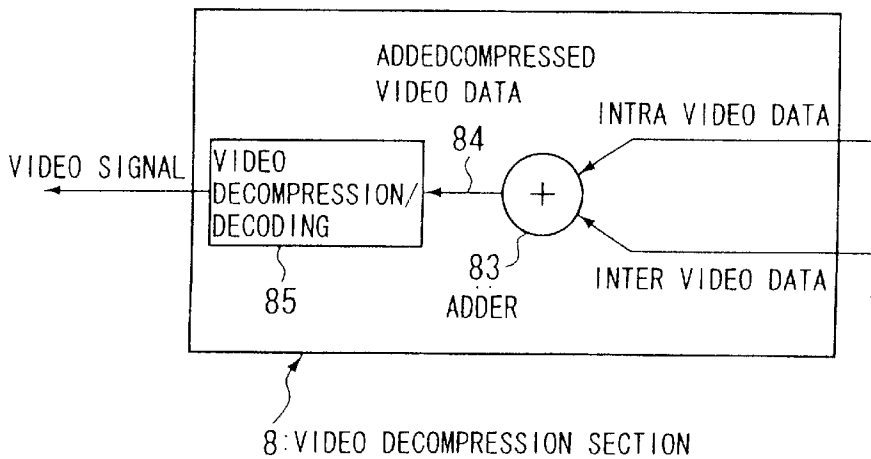 ADDEDCOMPRESSED
VIDEO DATA
INTRA VIDEO DATA
84
VIDEO SIGNAL
VIDEO
DECOMPRESSION/
DECODING
+
85
83
:
ADDER
INTER VIDEO DATA
8:VIDEO DECOMPRESSION SECTION